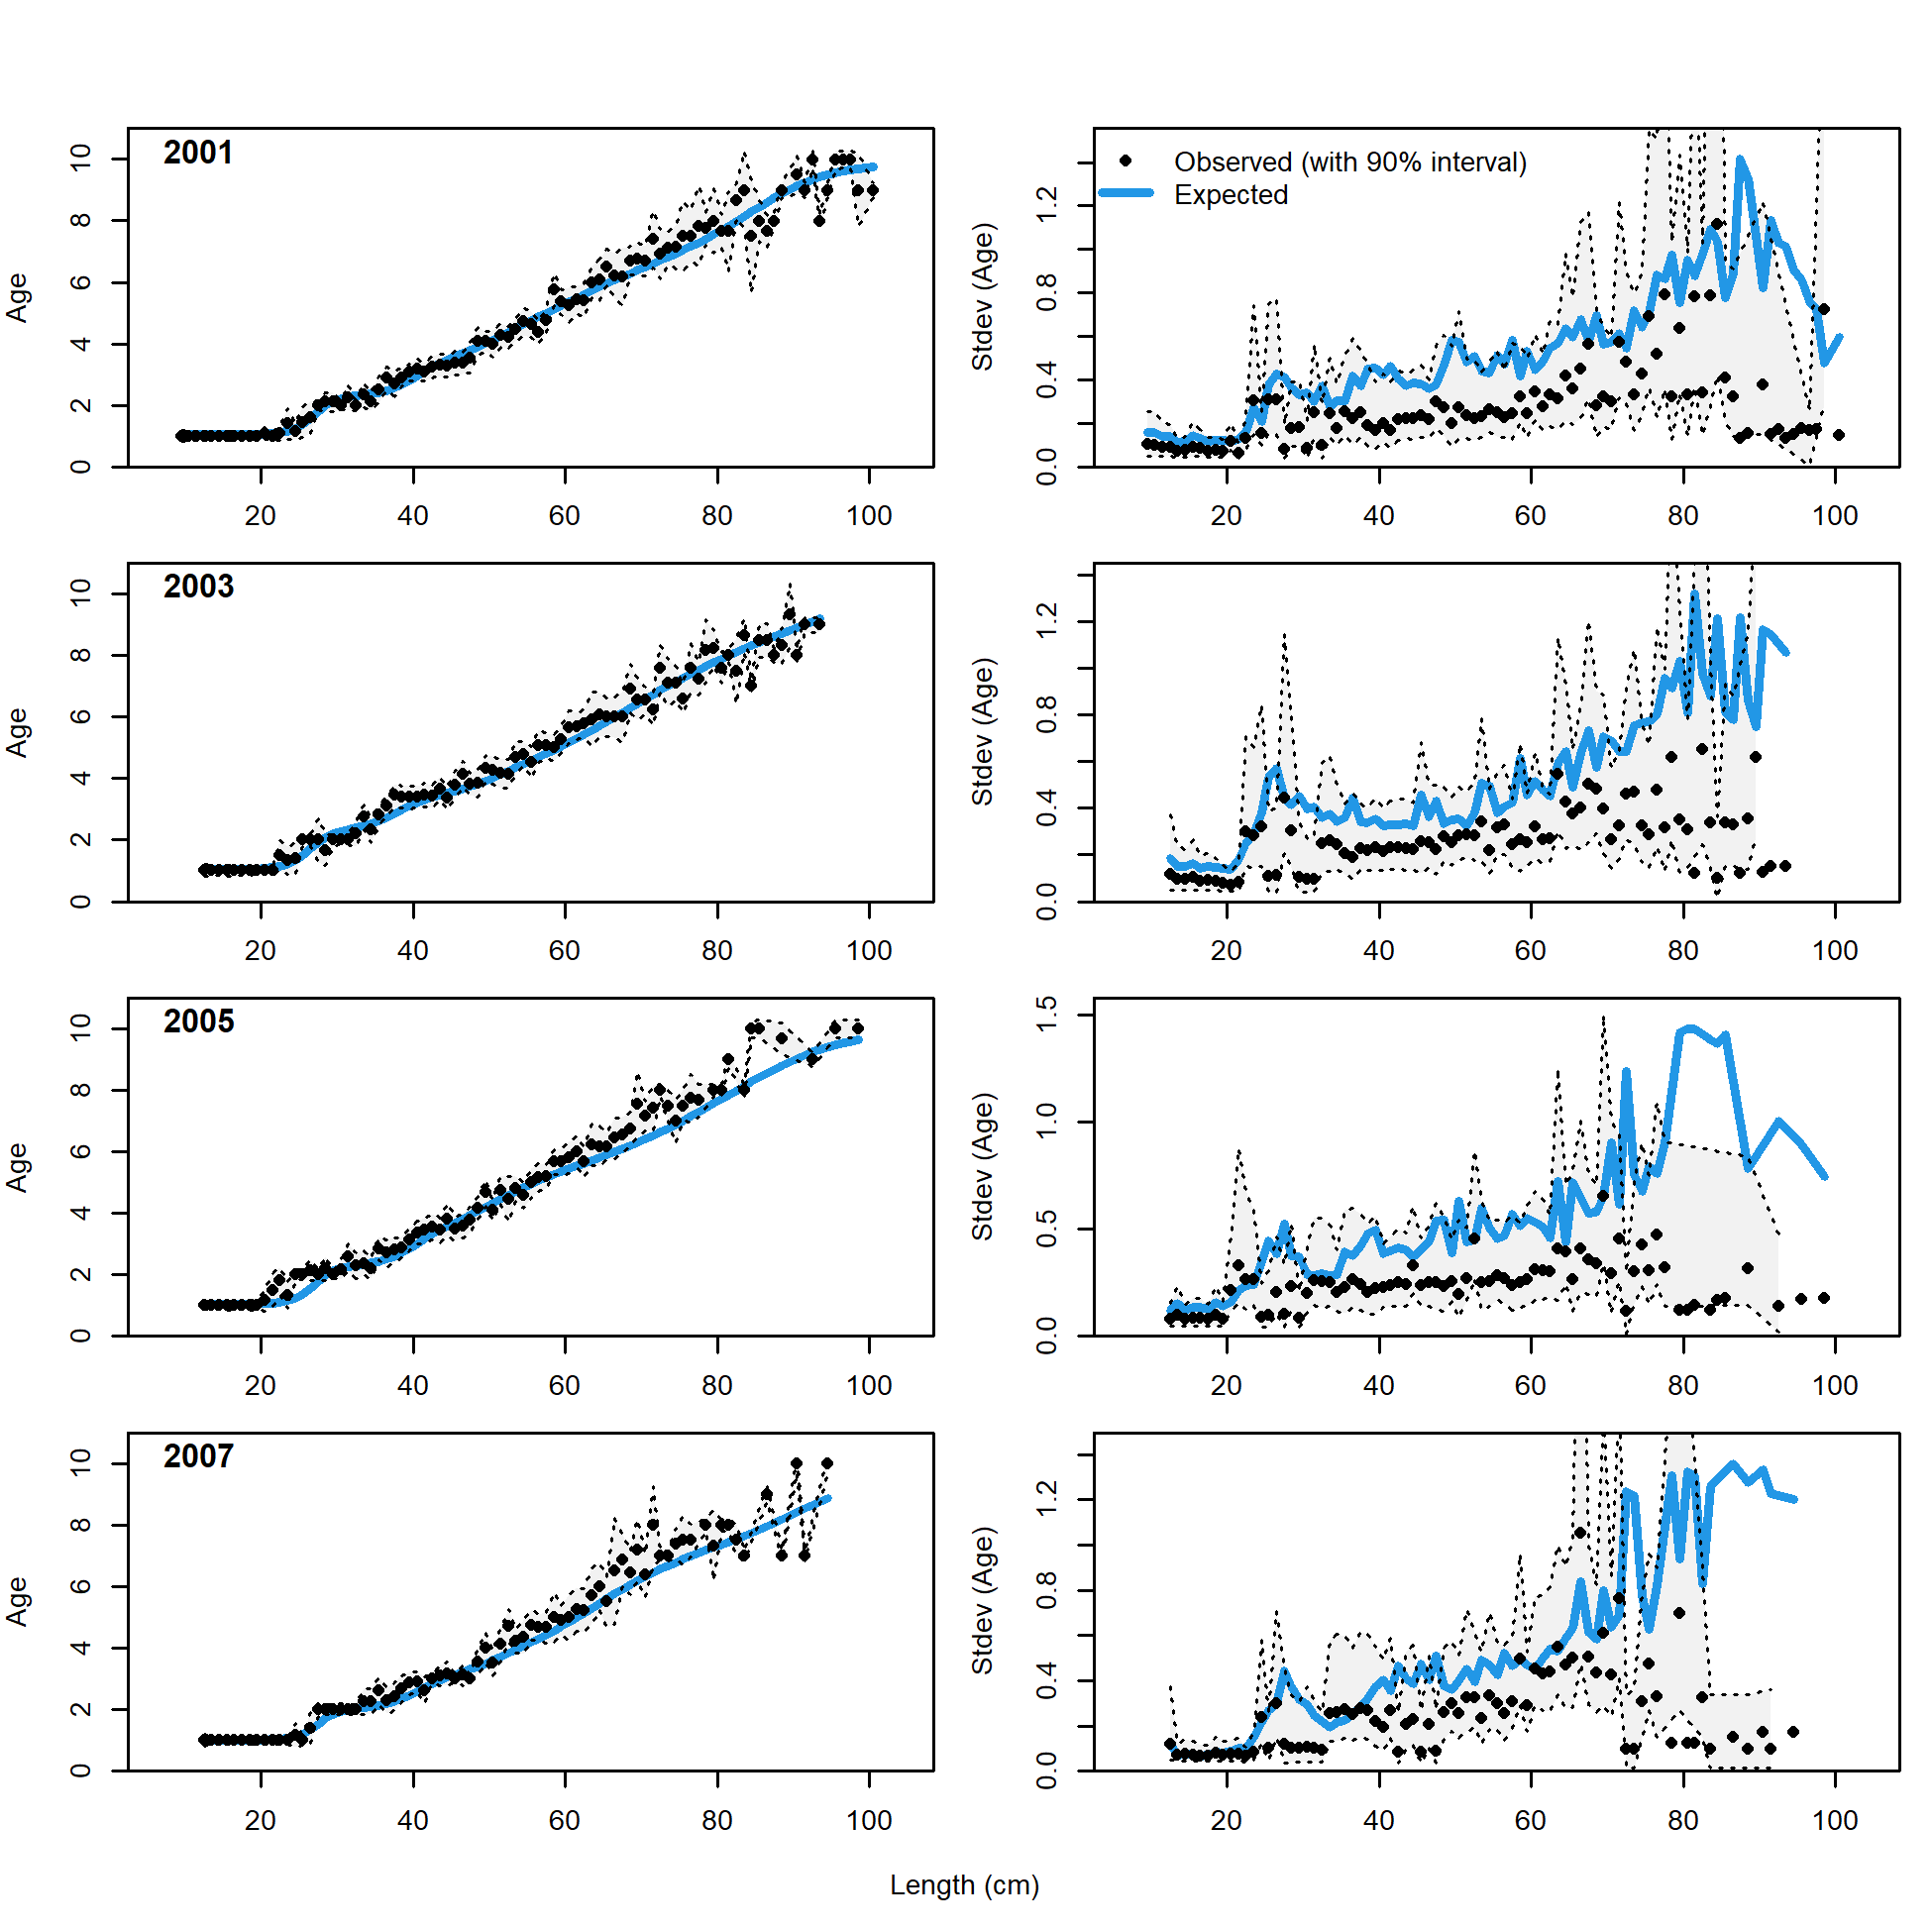 2001
Age
0 2 4 6 8 10
20 40 60 80 100
Observed (with 90% interval)
Expected
Stdev (Age)
0.0 0.4 0.8 1.2
20 40 60 80 100
2003
Age
0 2 4 6 8 10
20 40 60 80 100
Stdev (Age)
0.0 0.4 0.8 1.2
20 40 60 80 100
2005
Age
0 2 4 6 8 10
20 40 60 80 100
Stdev (Age)
0.0 0.5 1.0 1.5
20 40 60 80 100
2007
Age
0 2 4 6 8 10
20 40 60 80 100
Stdev (Age)
0.0 0.4 0.8 1.2
20 40 60 80 100
Length (cm)